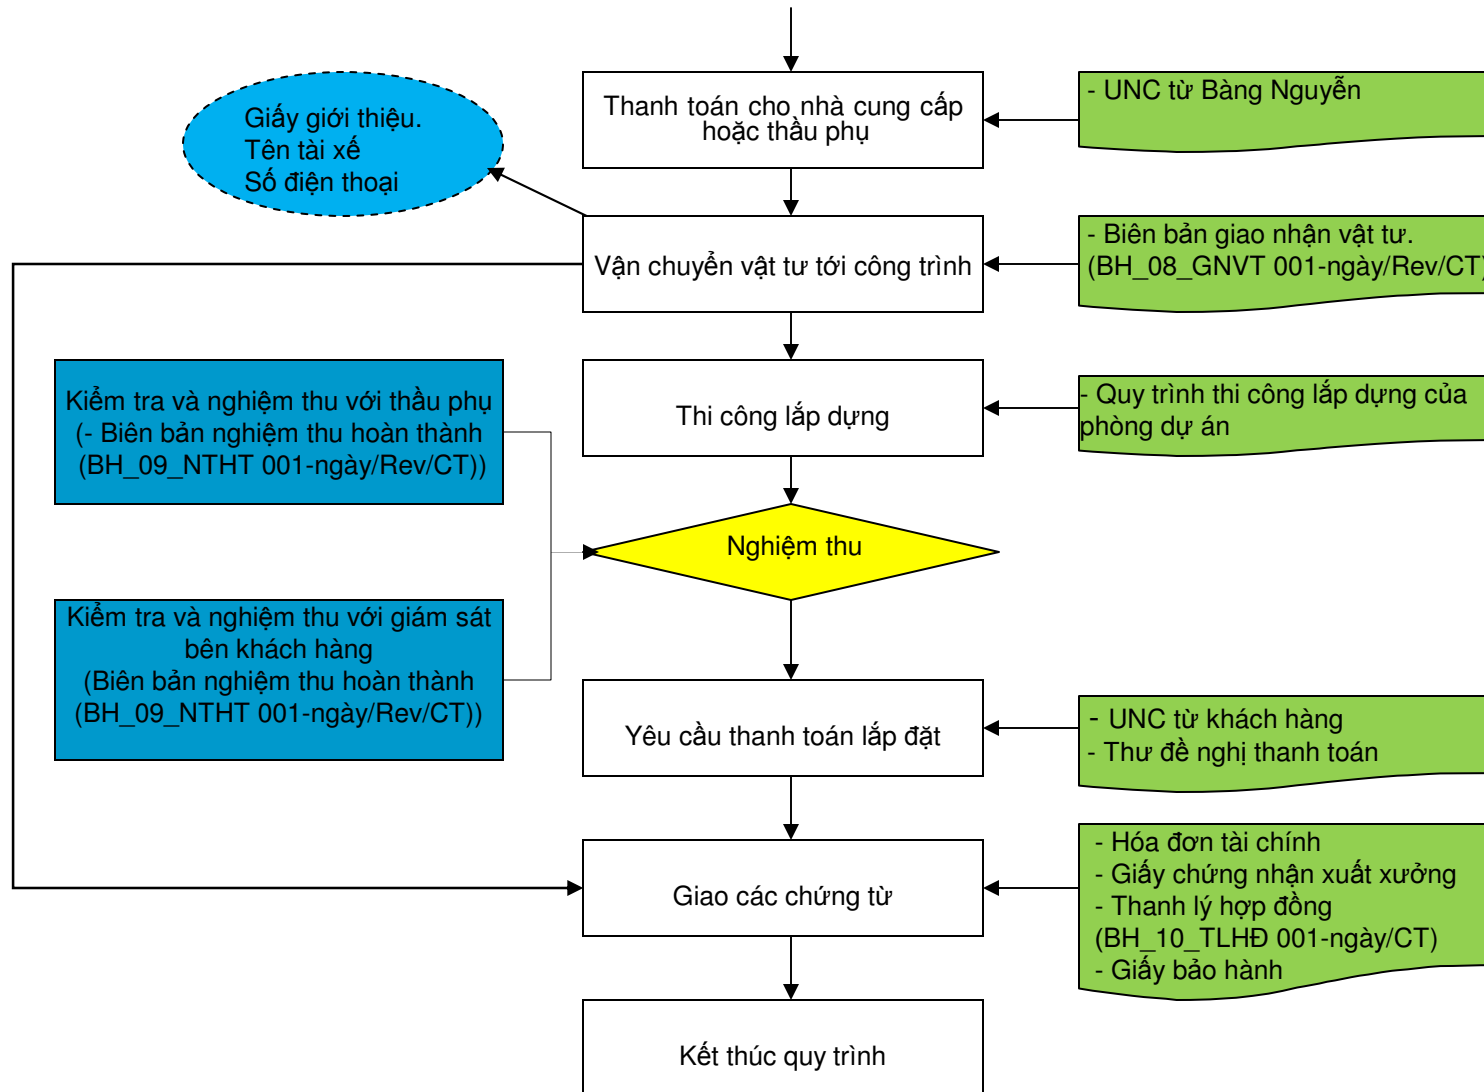 Thanh toán cho nhà cung cấp
hoặc thầu phụ
- UNC từ Bàng Nguyễn
Giấy giới thiệu.
Tên tài xế
Số điện thoại
Vận chuyển vật tư tới công trình
- Biên bản giao nhận vật tư.
(BH_08_GNVT 001-ngày/Rev/CT)
Kiểm tra và nghiệm thu với thầu phụ
(- Biên bản nghiệm thu hoàn thành
(BH_09_NTHT 001-ngày/Rev/CT))
Thi công lắp dựng
- Quy trình thi công lắp dựng của
phòng dự án
Nghiệm thu
Kiểm tra và nghiệm thu với giám sát
bên khách hàng
(Biên bản nghiệm thu hoàn thành
(BH_09_NTHT 001-ngày/Rev/CT))
Yêu cầu thanh toán lắp đặt
- UNC từ khách hàng
- Thư đề nghị thanh toán
Giao các chứng từ
- Hóa đơn tài chính
- Giấy chứng nhận xuất xưởng
- Thanh lý hợp đồng
(BH_10_TLHĐ 001-ngày/CT)
- Giấy bảo hành
Kết thúc quy trình